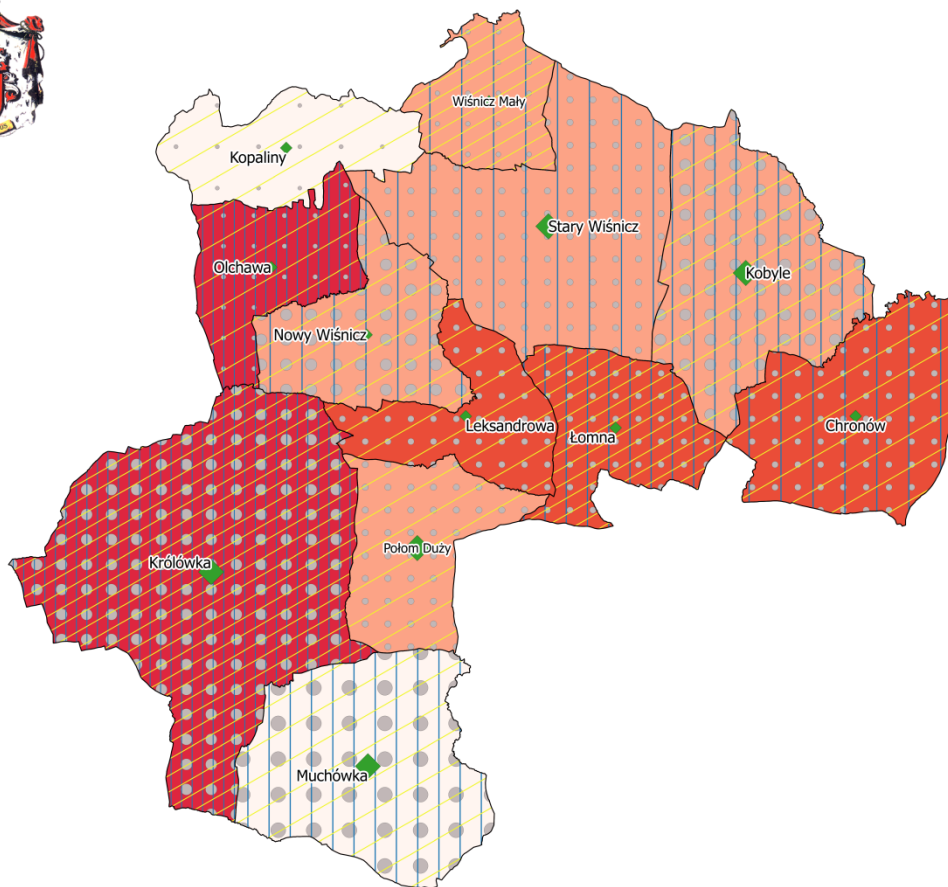 Wiśnicz Mały
Kopaliny
Stary Wiśnicz
Olchawa
Kobyle
Nowy Wiśnicz
Leksandrowa
Łomna
Chronów
Połom Duży
Królówka
Muchówka